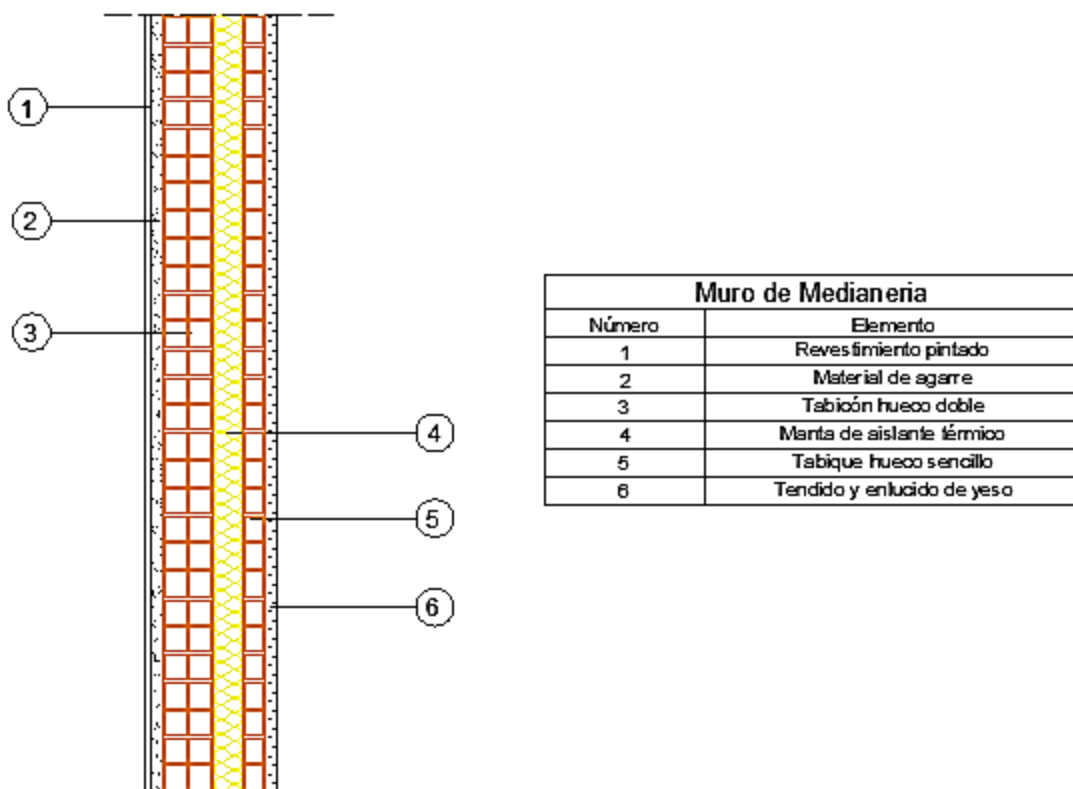 1
2
3
4
5
6
Muro de Medianeria
Número Elemento
1 Revestimiento pintado
2 Material de agarre
3 Tabicón hueco doble
4 Manta de aislante térmico
5 Tabique hueco sencillo
6 Tendido y enlucido de yeso